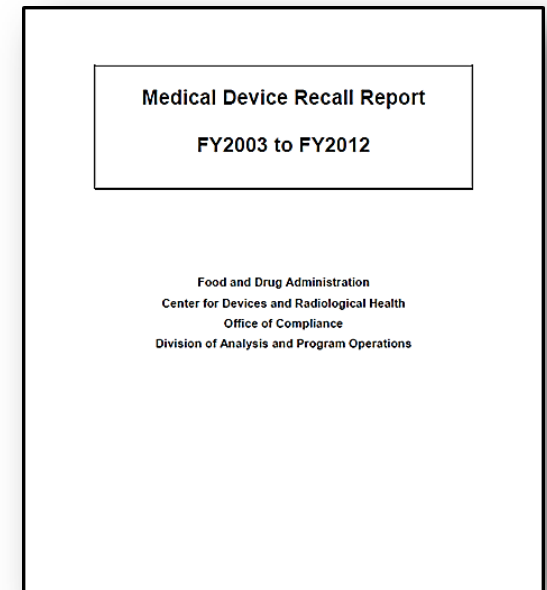 Medical Device Recall Report
FY2003 to FY2012
Food and Drug Administration
Center for Devices and Radiological Health
Office of Compliance
Division of Analysis and Program Operations